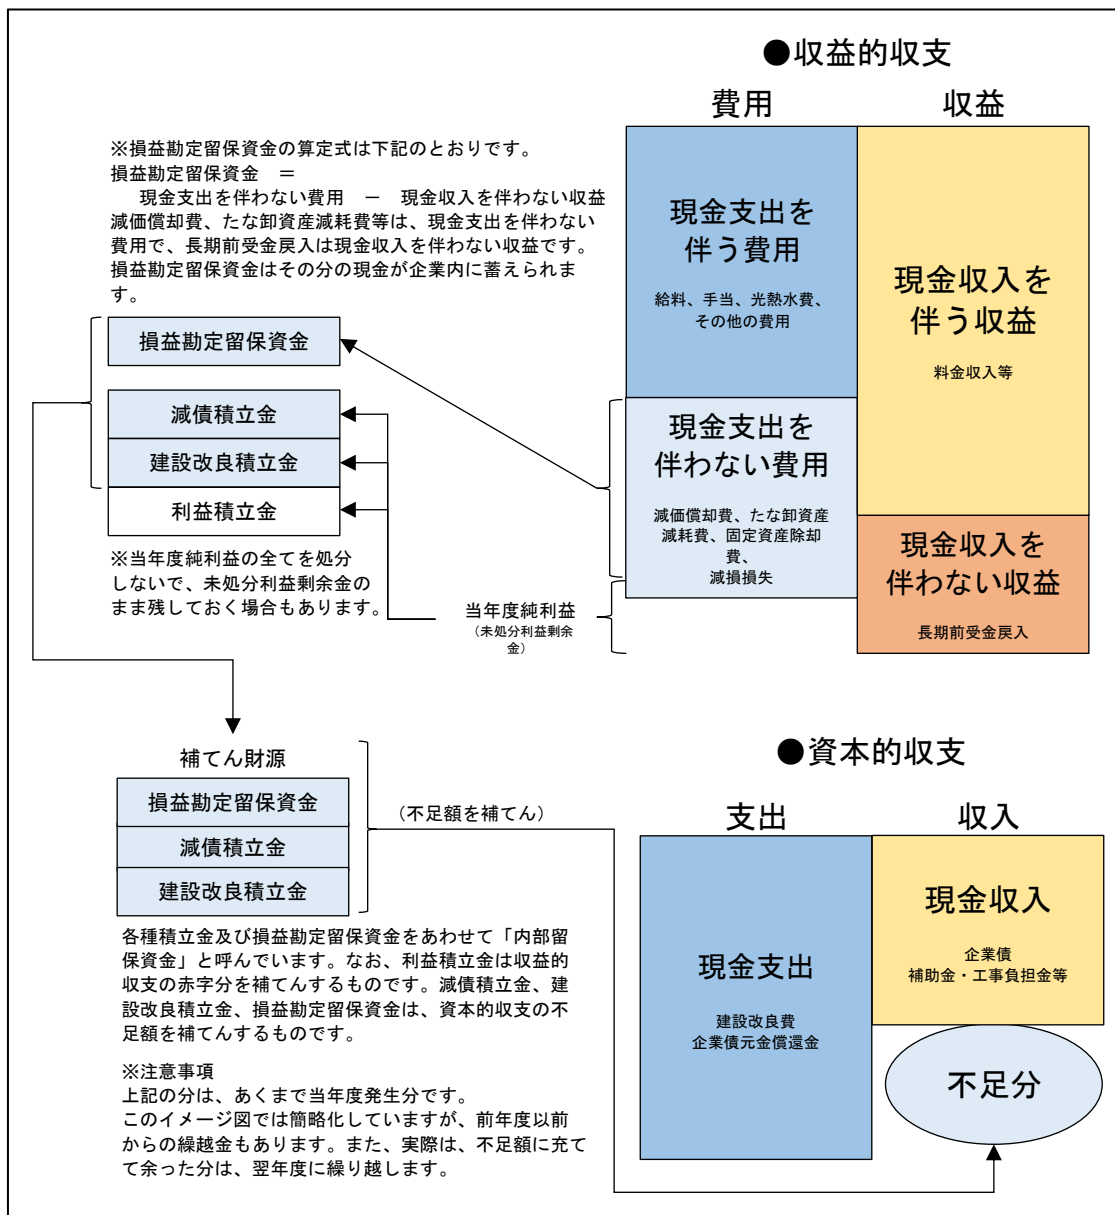 ●収益的収支
費用
収益
※損益勘定留保資金の算定式は下記のとおりです。
損益勘定留保資金　＝
現金支出を伴わない費用　－　現金収入を伴わない収益
減価償却費、たな卸資産減耗費等は、現金支出を伴わない
費用で、長期前受金戻入は現金収入を伴わない収益です。
損益勘定留保資金はその分の現金が企業内に蓄えられま
す。
現金支出を
伴う費用
給料、手当、光熱水費、
その他の費用
現金収入を
伴う収益
料金収入等
損益勘定留保資金
減債積立金
建設改良積立金
利益積立金
※当年度純利益の全てを処分
しないで、未処分利益剰余金の
まま残しておく場合もあります。
現金支出を
伴わない費用
減価償却費、たな卸資産
減耗費、固定資産除却
費、
減損損失
現金収入を
伴わない収益
長期前受金戻入
当年度純利益
（未処分利益剰余
金）
補てん財源
損益勘定留保資金
減債積立金
建設改良積立金
（不足額を補てん）
●資本的収支
支出
収入
現金支出
建設改良費
企業債元金償還金
現金収入
企業債
補助金・工事負担金等
不足分
各種積立金及び損益勘定留保資金をあわせて「内部留
保資金」と呼んでいます。なお、利益積立金は収益的
収支の赤字分を補てんするものです。減債積立金、建
設改良積立金、損益勘定留保資金は、資本的収支の不
足額を補てんするものです。
※注意事項
上記の分は、あくまで当年度発生分です。
このイメージ図では簡略化していますが、前年度以前
からの繰越金もあります。また、実際は、不足額に充て
て余った分は、翌年度に繰り越します。